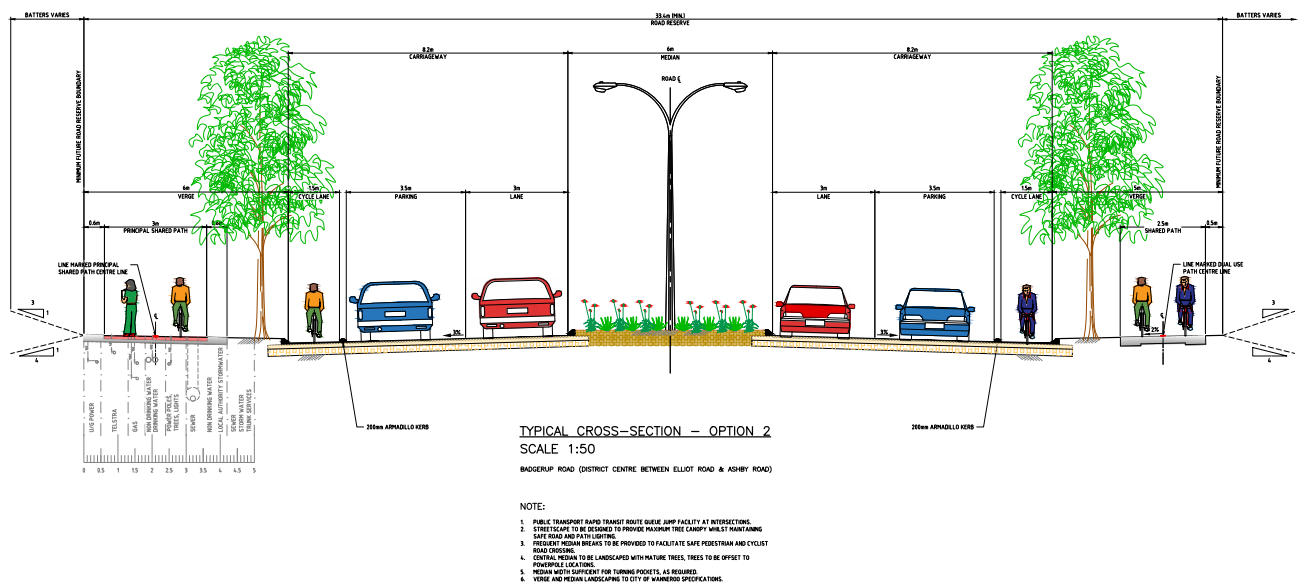 BATTERS VARIES
33.4m (MIN.)
ROAD RESERVE
BATTERS VARIES
8.2m
CARRIAGEWAY
6m
MEDIAN
8.2m
CARRIAGEWAY
ROAD ℄
MINIMUM FUTURE ROAD RESERVE BOUNDARY
MINIMUM FUTURE ROAD RESERVE BOUNDARY
6m
VERGE
1.5m
CYCLE LANE
3.5m
PARKING
3m
LANE
3m
LANE
3.5m
PARKING
1.5m
CYCLE LANE
5m
VERGE
0.6m
3m
PRINCIPAL SHARED PATH
0.6m
2.5m
SHARED PATH
0.5m
LINE MARKED PRINCIPAL
SHARED PATH CENTRE LINE
LINE MARKED DUAL USE
PATH CENTRE LINE
℄
℄
3
1
4
1
3%
3%
2%
3
1
4
1
U/G POWER
TELSTRA
GAS
NON DRINKING WATER
DRINKING WATER
POWER POLES,
TREES, LIGHTS
SEWER
NON DRINKING WATER
LOCAL AUTHORITY STORMWATER
SEWER
STORM WATER
TRUNK SERVICES
0 0.5 1 1.5 2 2.5 3 3.5 4 4.5 5
200mm ARMADILLO KERB
200mm ARMADILLO KERB
TYPICAL CROSS-SECTION - OPTION 2
SCALE 1:50
BADGERUP ROAD (DISTRICT CENTRE BETWEEN ELLIOT ROAD & ASHBY ROAD)
NOTE:
1. PUBLIC TRANSPORT RAPID TRANSIT ROUTE QUEUE JUMP FACILITY AT INTERSECTIONS.
2. STREETSCAPE TO BE DESIGNED TO PROVIDE MAXIMUM TREE CANOPY WHILST MAINTAINING
SAFE ROAD AND PATH LIGHTING.
3. FREQUENT MEDIAN BREAKS TO BE PROVIDED TO FACILITATE SAFE PEDESTRIAN AND CYCLIST
ROAD CROSSING.
4. CENTRAL MEDIAN TO BE LANDSCAPED WITH MATURE TREES, TREES TO BE OFFSET TO
POWERPOLE LOCATIONS.
5. MEDIAN WIDTH SUFFICIENT FOR TURNING POCKETS, AS REQUIRED.
6. VERGE AND MEDIAN LANDSCAPING TO CITY OF WANNEROO SPECIFICATIONS.